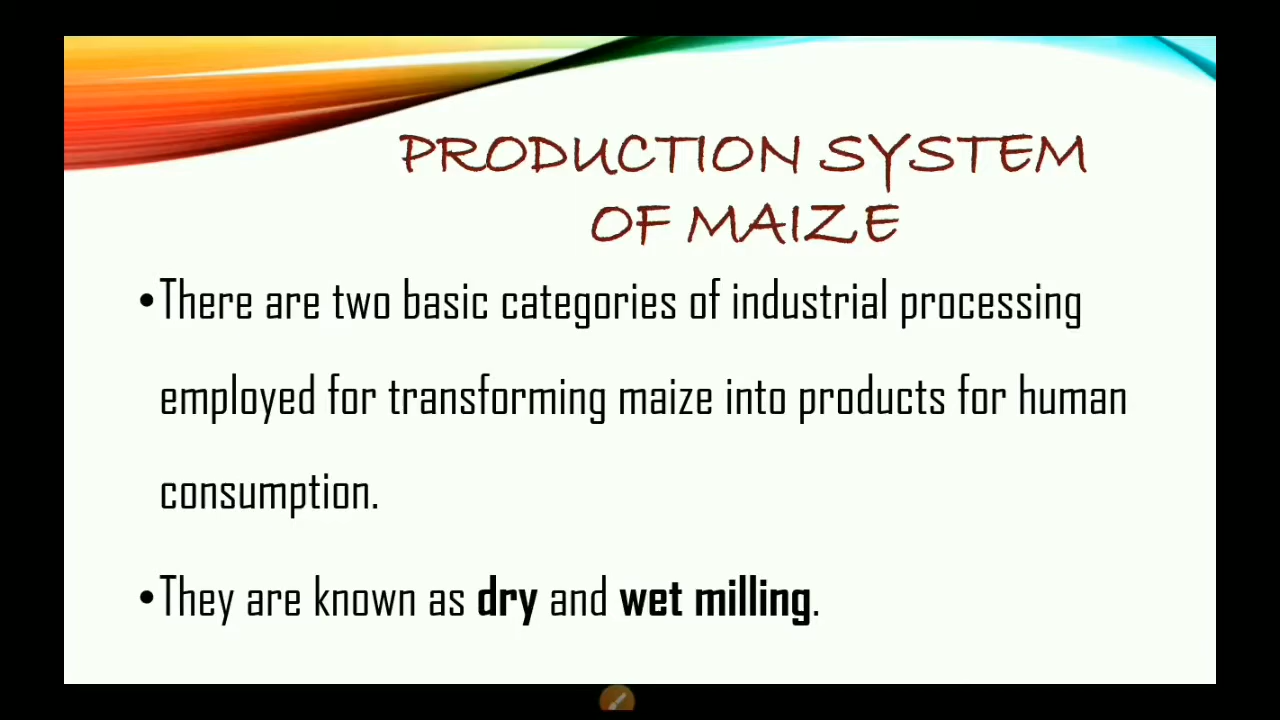 PRODUCTION SYSTEM
OF MAIZE
•There are two basic categories of industrial processing
employed for transforming maize into products for human
consumption.
•They are known as dry and wet milling.